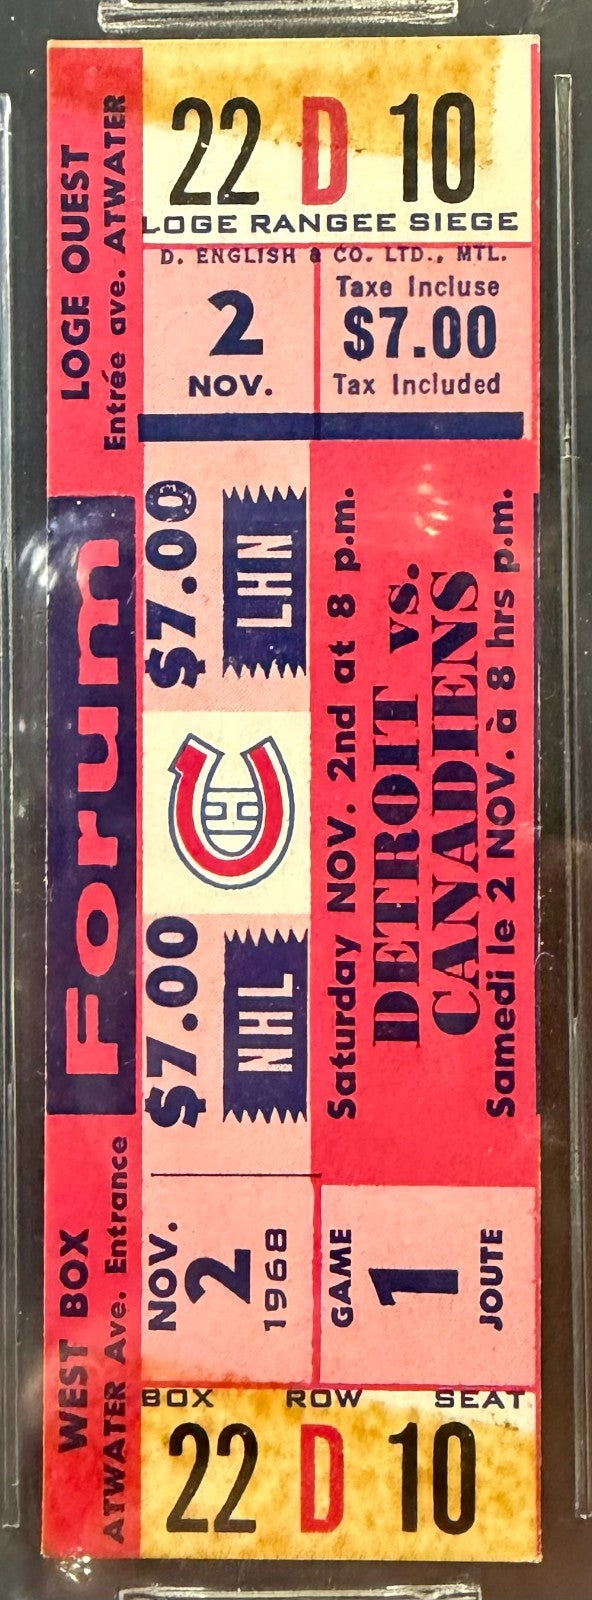 22 D 10
LOGE RANGEE SIEGE
D. ENGLISH & CO. LTD., MTL.
2
NOV.
Taxe Incluse
$7.00
Tax Included
LOGE OUEST
Entrée ave. ATWATER
Forum
WEST BOX
ATWATER Ave. Entrance
$7.00
LHN
CH
$7.00
NHL
Saturday NOV. 2nd at 8 p.m.
DETROIT vs.
CANADIENS
Samedi le 2 NOV. à 8 hrs p.m.
NOV.
2
1968
GAME
1
JOUTE
BOX ROW SEAT
22 D 10